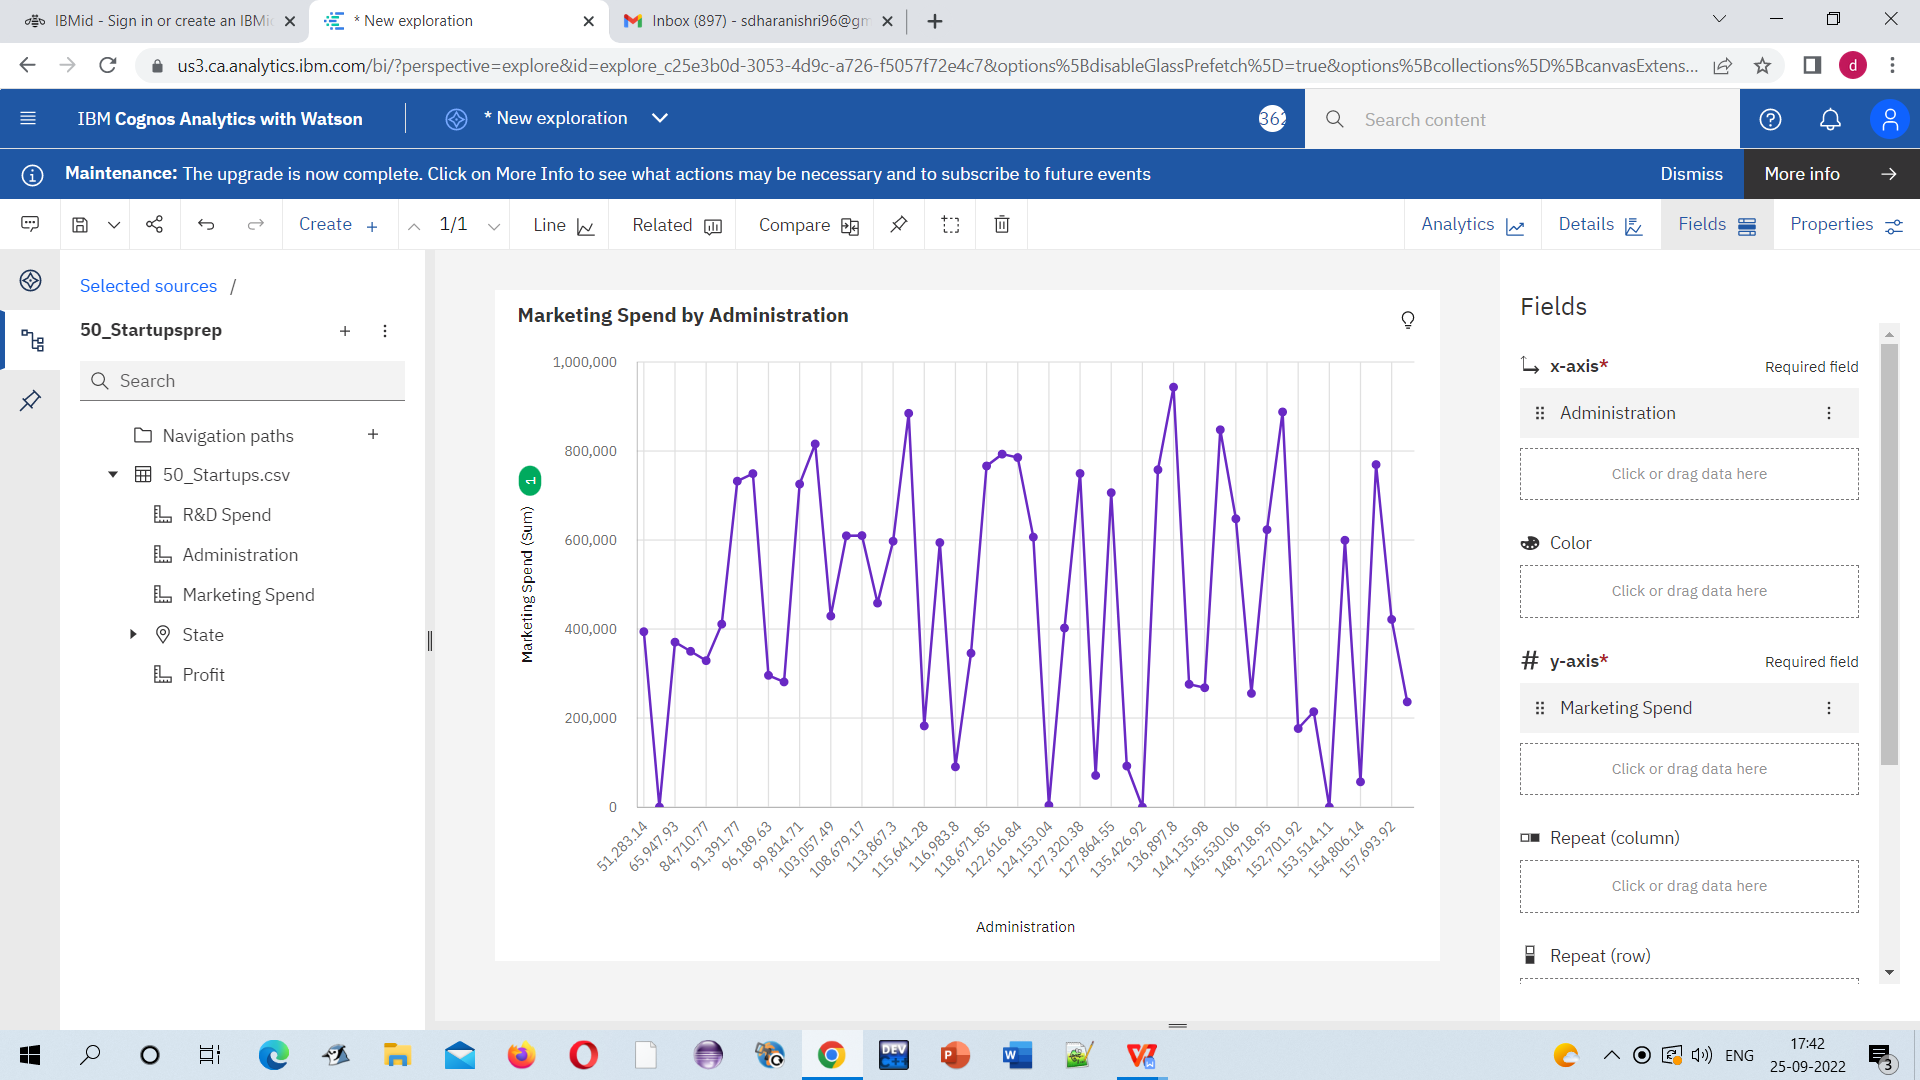 IBMid - Sign in or create an IBMid
* New exploration
Inbox (897) - sdharanishri96@gm
us3.ca.analytics.ibm.com/bi/?perspective=explore&id=explore_c25e3b0d-3053-4d9c-a726-f5057f72e4c7&options%5BdisableGlassPrefetch%5D=true&options%5Bcollections%5D%5BcanvasExtens...
d
IBM Cognos Analytics with Watson
* New exploration
362
Search content
Maintenance: The upgrade is now complete. Click on More Info to see what actions may be necessary and to subscribe to future events
Dismiss
More info
Create
1/1
Line
Related
Compare
Analytics
Details
Fields
Properties
Selected sources /
50_Startupsprep
Search
Navigation paths
50_Startups.csv
R&D Spend
Administration
Marketing Spend
State
Profit
Marketing Spend by Administration
1,000,000
800,000
600,000
400,000
200,000
0
1
Marketing Spend (Sum)
51,283.14
65,947.93
84,710.77
91,391.77
96,189.63
99,814.71
103,057.49
108,679.17
113,867.3
115,641.28
116,983.8
118,671.85
122,616.84
124,153.04
127,320.38
127,864.55
135,426.92
136,897.8
144,135.98
145,530.06
148,718.95
152,701.92
153,514.11
154,806.14
157,693.92
Administration
Fields
x-axis*
Required field
Administration
Click or drag data here
Color
Click or drag data here
y-axis*
Required field
Marketing Spend
Click or drag data here
Repeat (column)
Click or drag data here
Repeat (row)
DEV
C++
ENG
17:42
25-09-2022
3